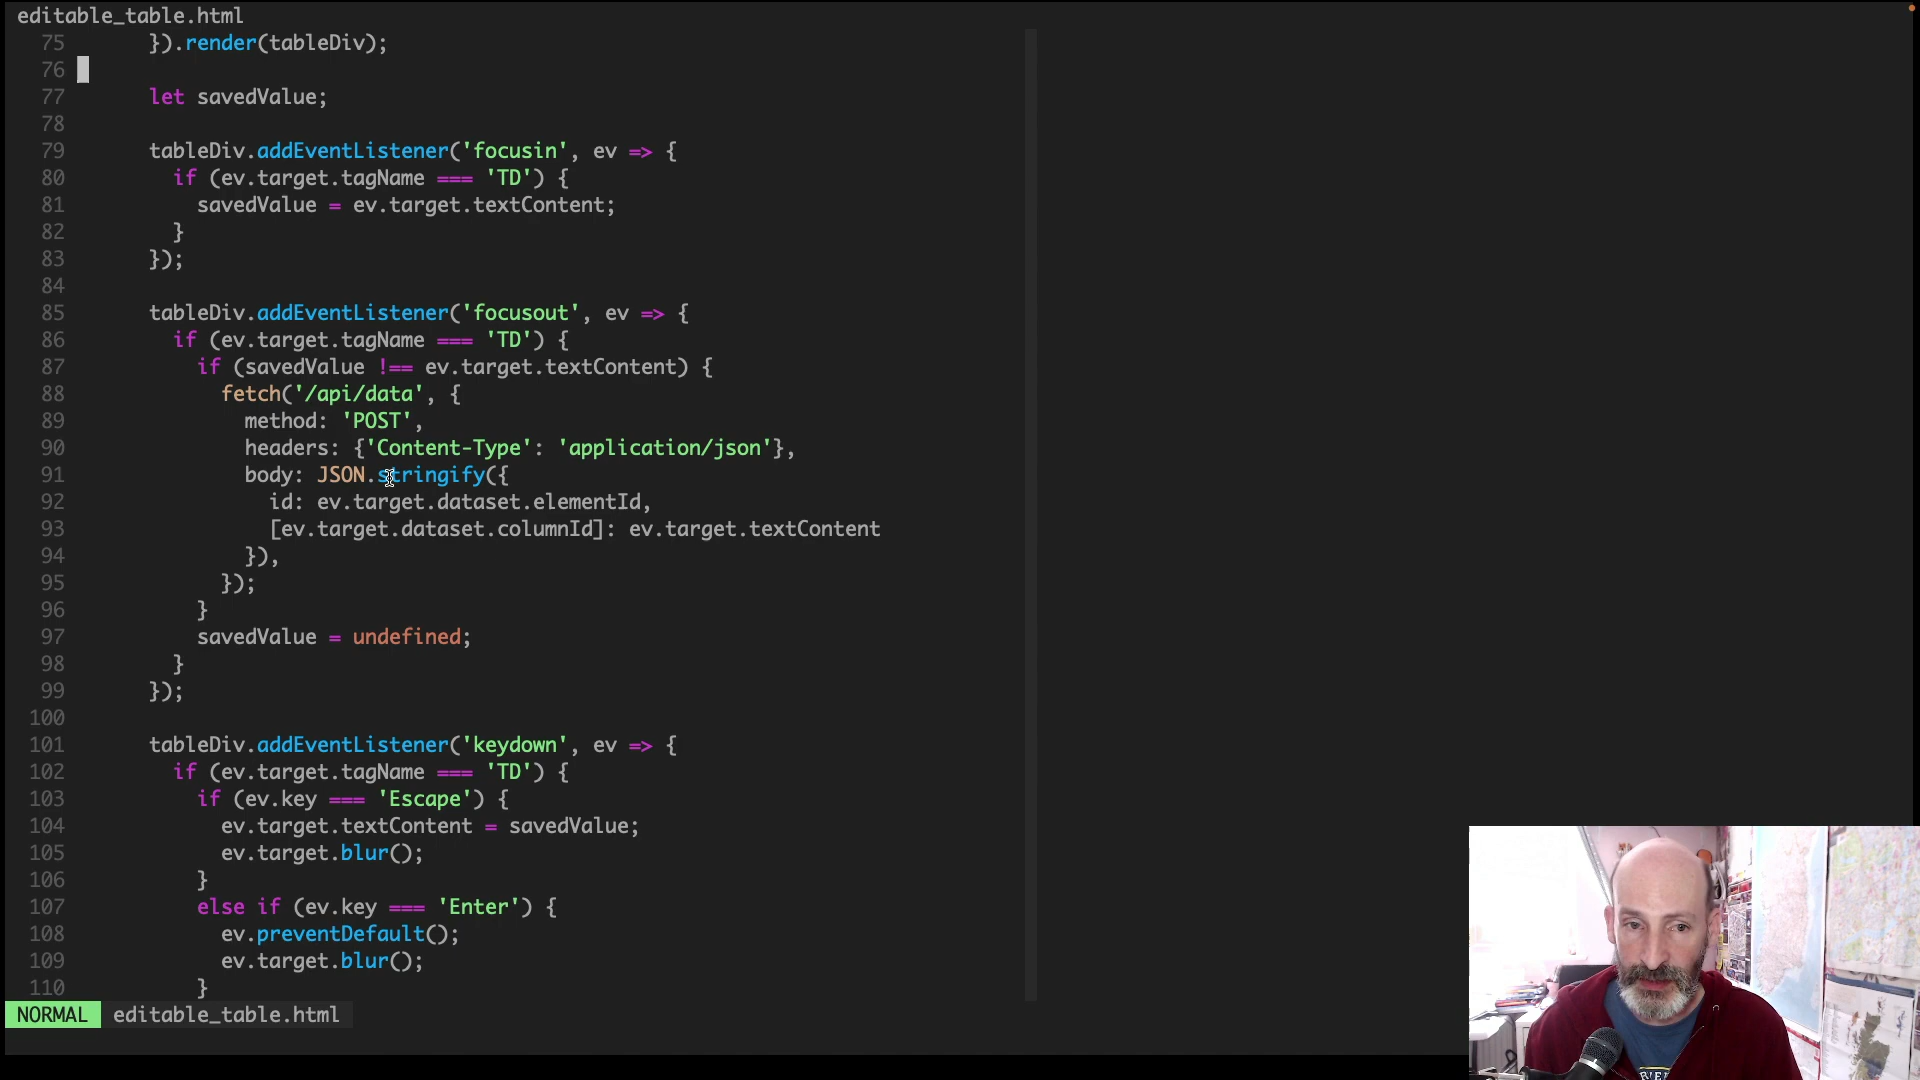 editable_table.html
75 }).render(tableDiv);
76
77 let savedValue;
78
79 tableDiv.addEventListener('focusin', ev => {
80 if (ev.target.tagName === 'TD') {
81 savedValue = ev.target.textContent;
82 }
83 });
84
85 tableDiv.addEventListener('focusout', ev => {
86 if (ev.target.tagName === 'TD') {
87 if (savedValue !== ev.target.textContent) {
88 fetch('/api/data', {
89 method: 'POST',
90 headers: {'Content-Type': 'application/json'},
91 body: JSON.stringify({
92 id: ev.target.dataset.elementId,
93 [ev.target.dataset.columnId]: ev.target.textContent
94 }),
95 });
96 }
97 savedValue = undefined;
98 }
99 });
100
101 tableDiv.addEventListener('keydown', ev => {
102 if (ev.target.tagName === 'TD') {
103 if (ev.key === 'Escape') {
104 ev.target.textContent = savedValue;
105 ev.target.blur();
106 }
107 else if (ev.key === 'Enter') {
108 ev.preventDefault();
109 ev.target.blur();
110 }
NORMAL editable_table.html